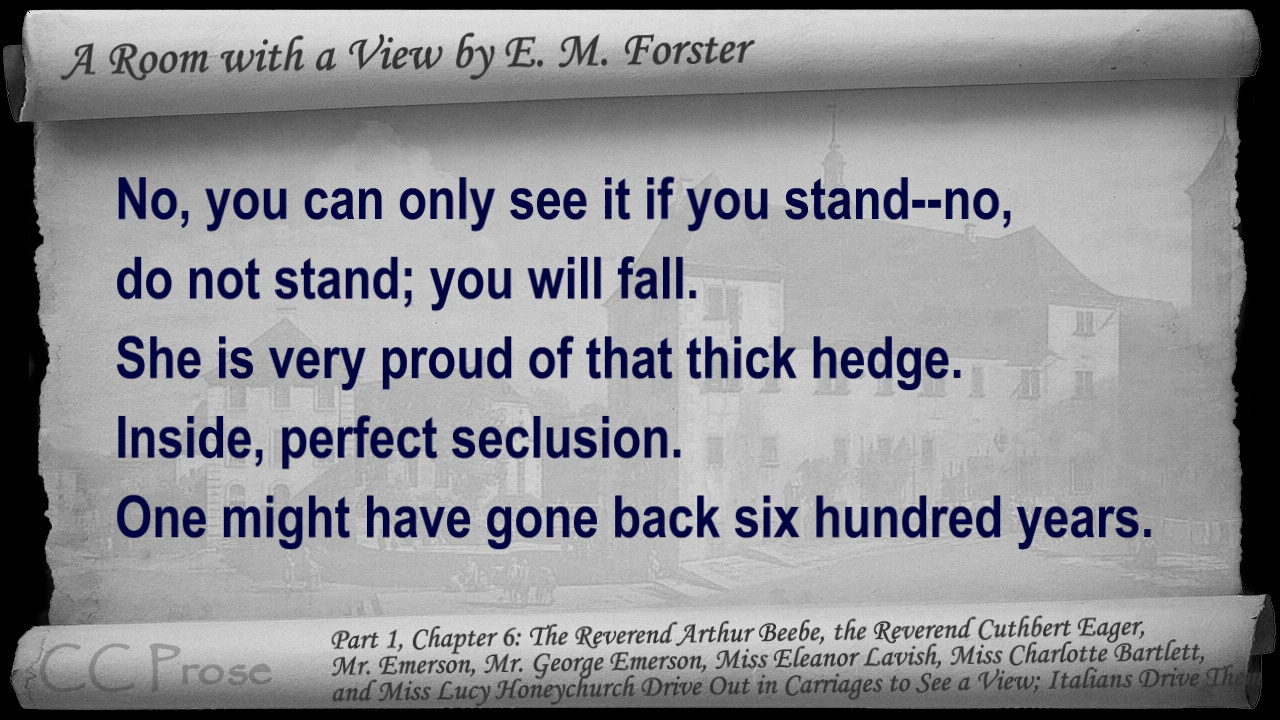 A Room with a View by E. M. Forster
No, you can only see it if you stand--no,
do not stand; you will fall.
She is very proud of that thick hedge.
Inside, perfect seclusion.
One might have gone back six hundred years.
CC Prose
Part 1, Chapter 6: The Reverend Arthur Beebe, the Reverend Cuthbert Eager,
Mr. Emerson, Mr. George Emerson, Miss Eleanor Lavish, Miss Charlotte Bartlett,
and Miss Lucy Honeychurch Drive Out in Carriages to See a View; Italians Drive